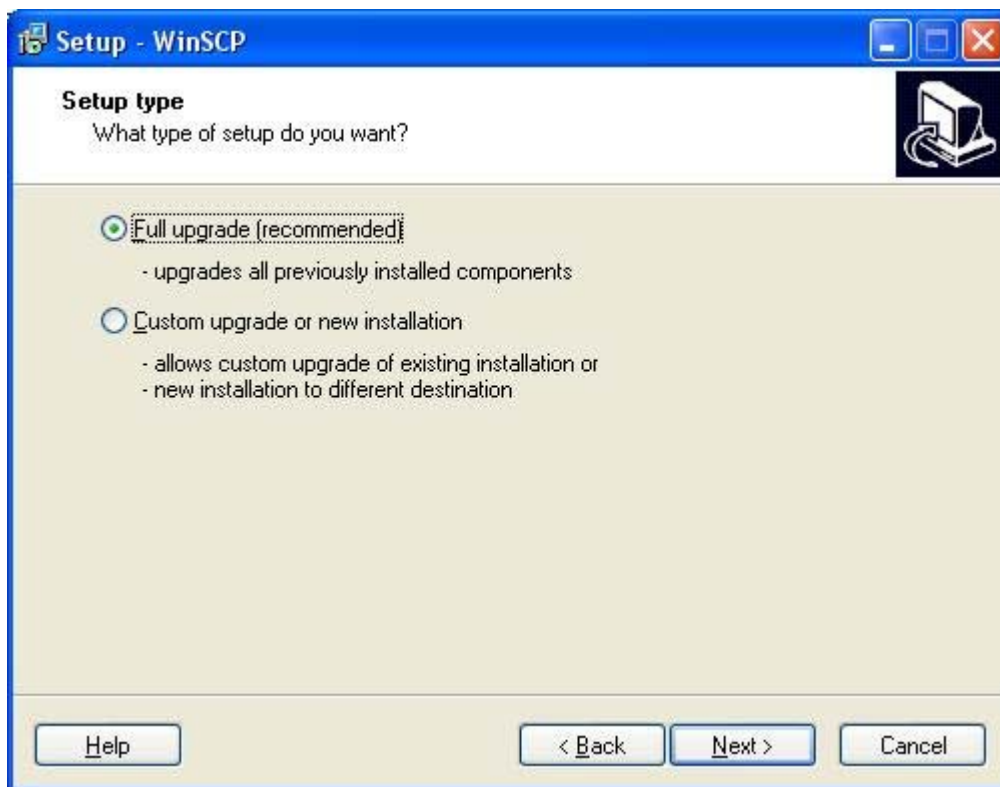 Setup - WinSCP
Setup type
What type of setup do you want?
Full upgrade (recommended)
- upgrades all previously installed components
Custom upgrade or new installation
- allows custom upgrade of existing installation or
- new installation to different destination
Help
< Back
Next >
Cancel